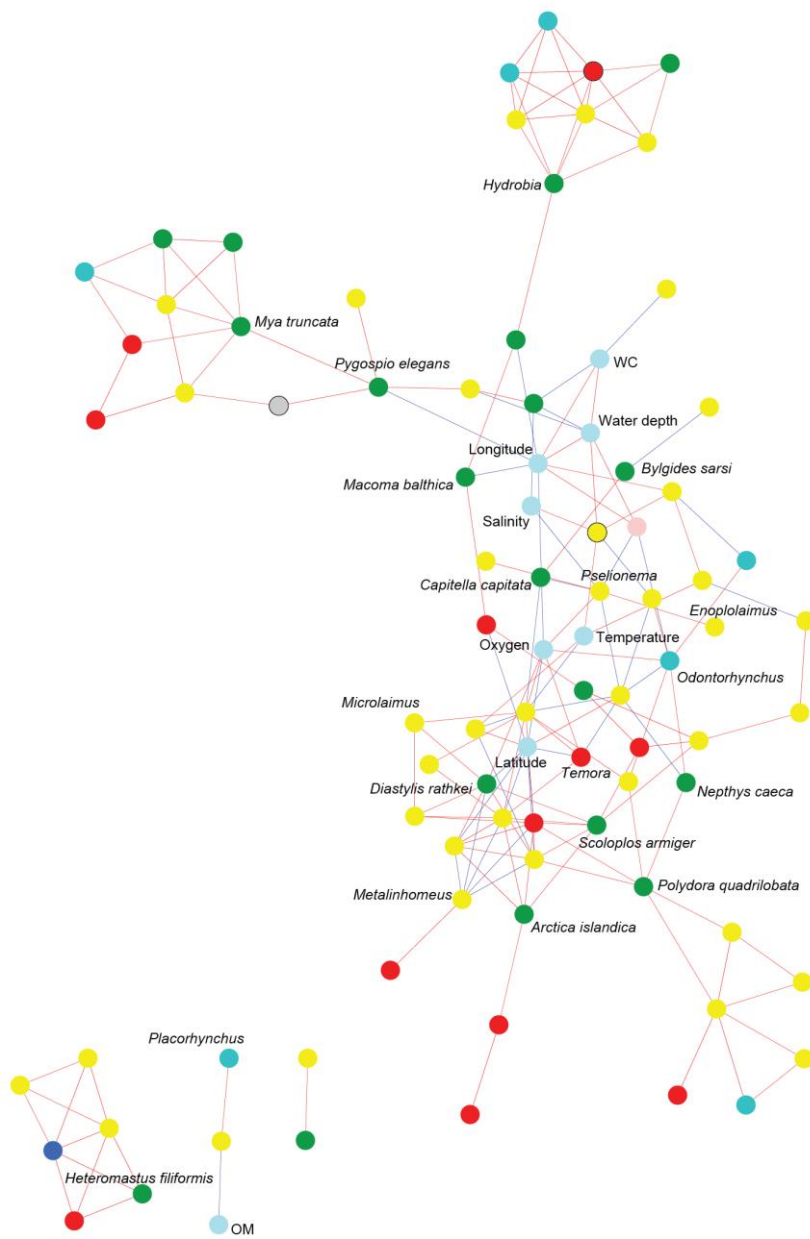 Hydrobia
Mya truncata
Pygospio elegans
WC
Water depth
Longitude
Bylgides sarsi
Macoma balthica
Salinity
Pselionema
Capitella capitata
Enoplolaimus
Oxygen
Temperature
Odontorhynchus
Microlaimus
Latitude
Temora
Diastylis rathkei
Nepthys caeca
Scoloplos armiger
Metalinhomeus
Polydora quadrilobata
Arctica islandica
Placorhynchus
Heteromastus filiformis
OM